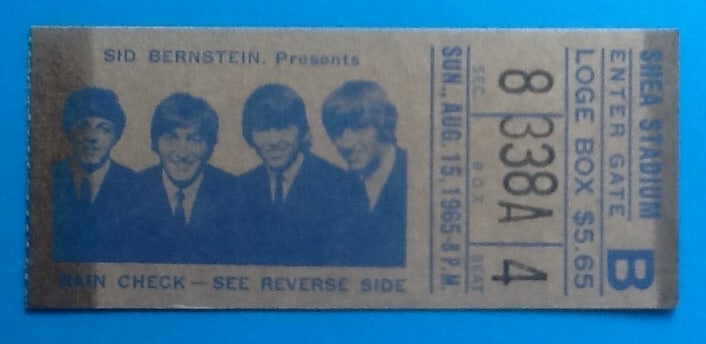 SID BERNSTEIN. Presents
RAIN CHECK — SEE REVERSE SIDE
SUN., AUG. 15, 1965-8 P.M.
SEC. BOX SEAT
8 338A 4
LOGE BOX $5.65
ENTER GATE B
SHEA STADIUM